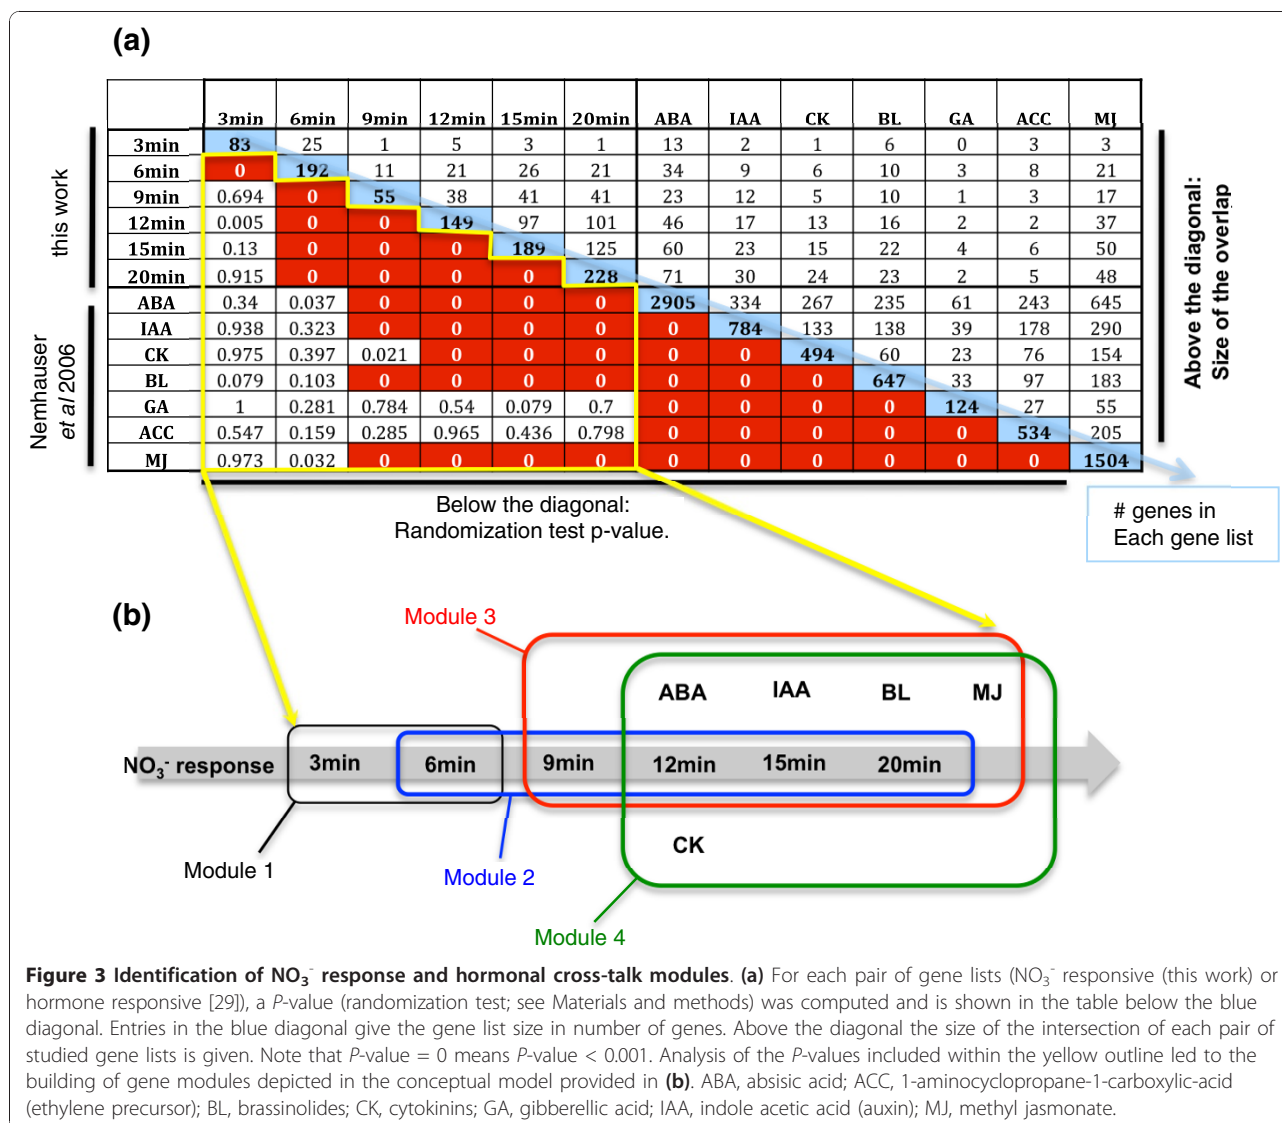 (a)
3min 6min 9min 12min 15min 20min ABA IAA CK BL GA ACC MJ
3min 83 25 1 5 3 1 13 2 1 6 0 3 3
6min 0 192 11 21 26 21 34 9 6 10 3 8 21
9min 0.694 0 55 38 41 41 23 12 5 10 1 3 17
12min 0.005 0 0 149 97 101 46 17 13 16 2 2 37
15min 0.13 0 0 0 189 125 60 23 15 22 4 6 50
20min 0.915 0 0 0 0 228 71 30 24 23 2 5 48
ABA 0.34 0.037 0 0 0 0 2905 334 267 235 61 243 645
IAA 0.938 0.323 0 0 0 0 0 784 133 138 39 178 290
CK 0.975 0.397 0.021 0 0 0 0 0 494 60 23 76 154
BL 0.079 0.103 0 0 0 0 0 0 0 647 33 97 183
GA 1 0.281 0.784 0.54 0.079 0.7 0 0 0 0 124 27 55
ACC 0.547 0.159 0.285 0.965 0.436 0.798 0 0 0 0 0 534 205
MJ 0.973 0.032 0 0 0 0 0 0 0 0 0 0 1504
this work
Nemhauser
et al 2006
Above the diagonal:
Size of the overlap
Below the diagonal:
Randomization test p-value.
# genes in
Each gene list
(b)
Module 3
ABA IAA BL MJ
NO₃⁻ response 3min 6min 9min 12min 15min 20min
CK
Module 1
Module 2
Module 4
Figure 3 Identification of NO₃⁻ response and hormonal cross-talk modules. (a) For each pair of gene lists (NO₃⁻ responsive (this work) or
hormone responsive [29]), a P-value (randomization test; see Materials and methods) was computed and is shown in the table below the blue
diagonal. Entries in the blue diagonal give the gene list size in number of genes. Above the diagonal the size of the intersection of each pair of
studied gene lists is given. Note that P-value = 0 means P-value < 0.001. Analysis of the P-values included within the yellow outline led to the
building of gene modules depicted in the conceptual model provided in (b). ABA, absisic acid; ACC, 1-aminocyclopropane-1-carboxylic-acid
(ethylene precursor); BL, brassinolides; CK, cytokinins; GA, gibberellic acid; IAA, indole acetic acid (auxin); MJ, methyl jasmonate.